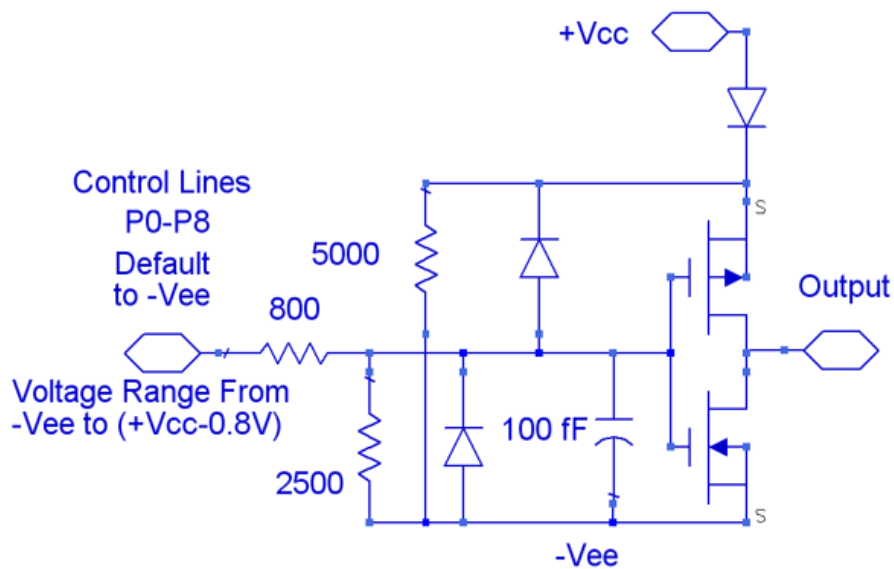 +Vcc
S
Control Lines
P0-P8
Default
to -Vee
5000
800
Output
Voltage Range From
-Vee to (+Vcc-0.8V)
100 fF
2500
S
-Vee